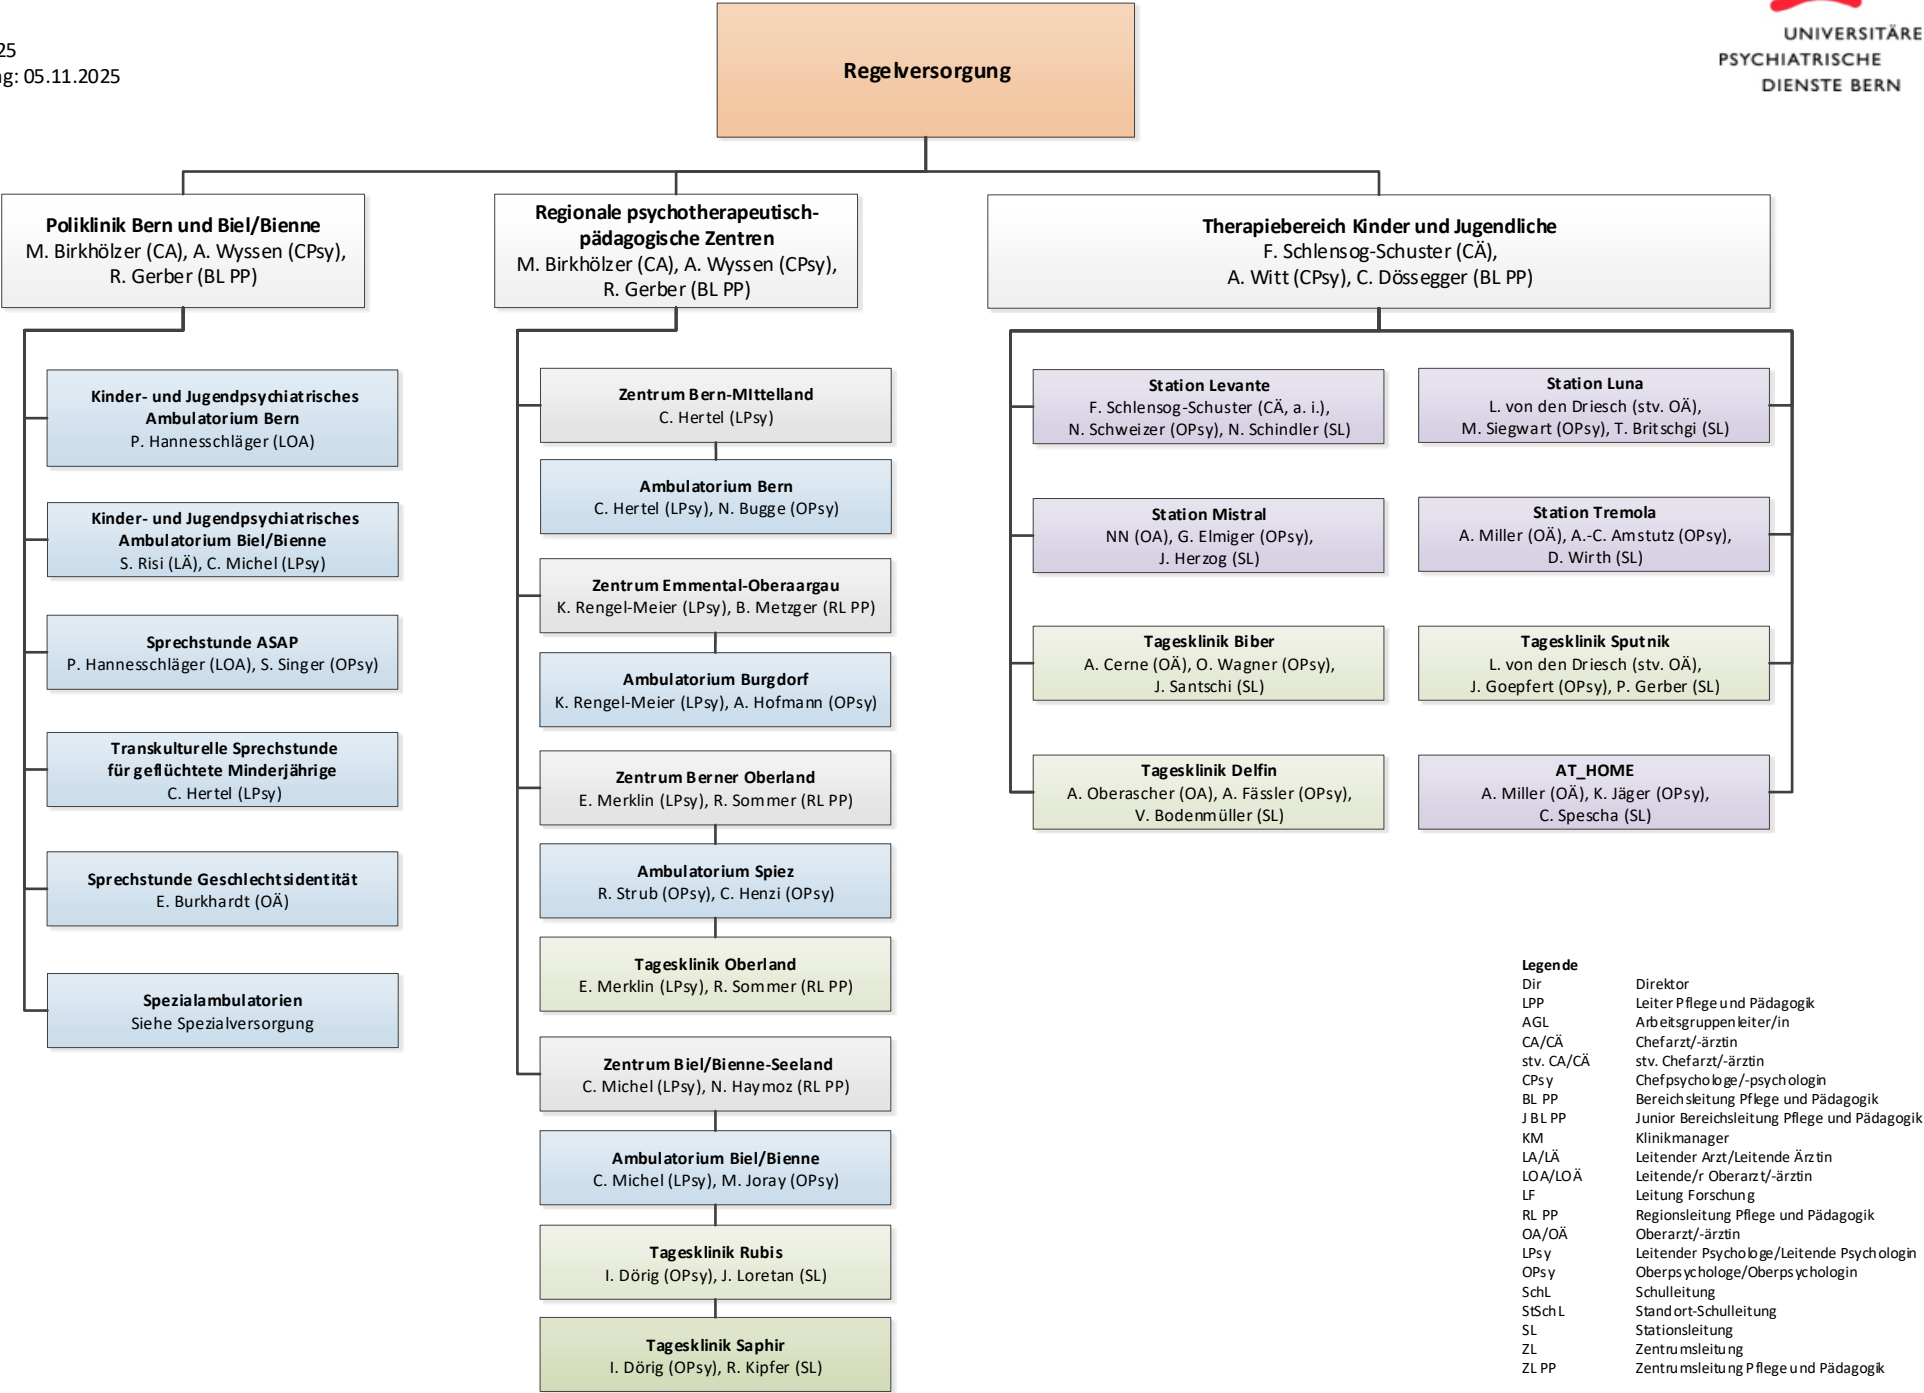 25
g: 05.11.2025
UNIVERSITÄRE
PSYCHIATRISCHE
DIENSTE BERN
Regelversorgung
Poliklinik Bern und Biel/Bienne
M. Birkhölzer (CA), A. Wyssen (CPsy),
R. Gerber (BL PP)
Kinder- und Jugendpsychiatrisches
Ambulatorium Bern
P. Hannesschläger (LOA)
Kinder- und Jugendpsychiatrisches
Ambulatorium Biel/Bienne
S. Risi (LÄ), C. Michel (LPsy)
Sprechstunde ASAP
P. Hannesschläger (LOA), S. Singer (OPsy)
Transkulturelle Sprechstunde
für geflüchtete Minderjährige
C. Hertel (LPsy)
Sprechstunde Geschlechtsidentität
E. Burkhardt (OÄ)
Spezialambulatorien
Siehe Spezialversorgung
Regionale psychotherapeutisch-
pädagogische Zentren
M. Birkhölzer (CA), A. Wyssen (CPsy),
R. Gerber (BL PP)
Zentrum Bern-MIttelland
C. Hertel (LPsy)
Ambulatorium Bern
C. Hertel (LPsy), N. Bugge (OPsy)
Zentrum Emmental-Oberaargau
K. Rengel-Meier (LPsy), B. Metzger (RL PP)
Ambulatorium Burgdorf
K. Rengel-Meier (LPsy), A. Hofmann (OPsy)
Zentrum Berner Oberland
E. Merklin (LPsy), R. Sommer (RL PP)
Ambulatorium Spiez
R. Strub (OPsy), C. Henzi (OPsy)
Tagesklinik Oberland
E. Merklin (LPsy), R. Sommer (RL PP)
Zentrum Biel/Bienne-Seeland
C. Michel (LPsy), N. Haymoz (RL PP)
Ambulatorium Biel/Bienne
C. Michel (LPsy), M. Joray (OPsy)
Tagesklinik Rubis
I. Dörig (OPsy), J. Loretan (SL)
Tagesklinik Saphir
I. Dörig (OPsy), R. Kipfer (SL)
Therapiebereich Kinder und Jugendliche
F. Schlensog-Schuster (CÄ),
A. Witt (CPsy), C. Dössegger (BL PP)
Station Levante
F. Schlensog-Schuster (CÄ, a. i.),
N. Schweizer (OPsy), N. Schindler (SL)
Station Luna
L. von den Driesch (stv. OÄ),
M. Siegwart (OPsy), T. Britschgi (SL)
Station Mistral
NN (OA), G. Elmiger (OPsy),
J. Herzog (SL)
Station Tremola
A. Miller (OÄ), A.-C. Amstutz (OPsy),
D. Wirth (SL)
Tagesklinik Biber
A. Cerne (OÄ), O. Wagner (OPsy),
J. Santschi (SL)
Tagesklinik Sputnik
L. von den Driesch (stv. OÄ),
J. Goepfert (OPsy), P. Gerber (SL)
Tagesklinik Delfin
A. Oberascher (OA), A. Fässler (OPsy),
V. Bodenmüller (SL)
AT_HOME
A. Miller (OÄ), K. Jäger (OPsy),
C. Spescha (SL)
Legende
Dir Direktor
LPP Leiter Pflege und Pädagogik
AGL Arbeitsgruppenleiter/in
CA/CÄ Chefarzt/-ärztin
stv. CA/CÄ stv. Chefarzt/-ärztin
CPsy Chefpsychologe/-psychologin
BL PP Bereichsleitung Pflege und Pädagogik
J BL PP Junior Bereichsleitung Pflege und Pädagogik
KM Klinikmanager
LA/LÄ Leitender Arzt/Leitende Ärztin
LOA/LOÄ Leitende/r Oberarzt/-ärztin
LF Leitung Forschung
RL PP Regionsleitung Pflege und Pädagogik
OA/OÄ Oberarzt/-ärztin
LPsy Leitender Psychologe/Leitende Psychologin
OPsy Oberpsychologe/Oberpsychologin
SchL Schulleitung
StSchL Standort-Schulleitung
SL Stationsleitung
ZL Zentrumsleitung
ZL PP Zentrumsleitung Pflege und Pädagogik